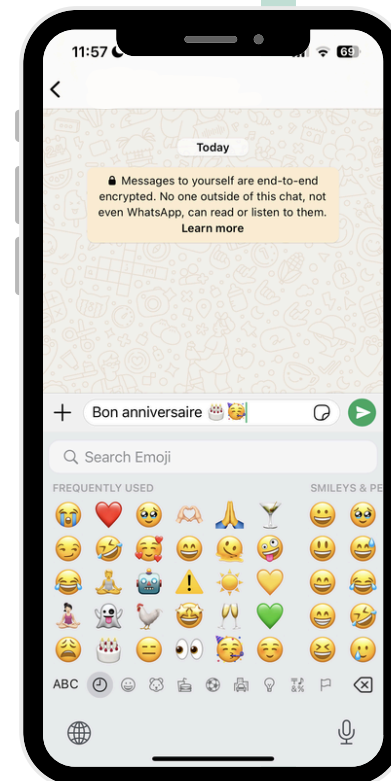 11:57
69
Today
Messages to yourself are end-to-end
encrypted. No one outside of this chat, not
even WhatsApp, can read or listen to them.
Learn more
Bon anniversaire 🎂🥳
Search Emoji
FREQUENTLY USED SMILEYS & PE
ABC